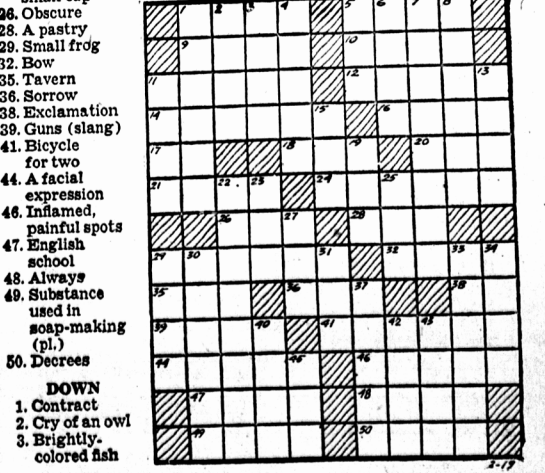 26. Obscure
28. A pastry
29. Small frog
32. Bow
35. Tavern
36. Sorrow
38. Exclamation
39. Guns (slang)
41. Bicycle
for two
44. A facial
expression
46. Inflamed,
painful spots
47. English
school
48. Always
49. Substance
used in
soap-making
(pl.)
50. Decrees
DOWN
1. Contract
2. Cry of an owl
3. Brightly-
colored fish
1 2 3 4 5 6 7 8
9 10
11 12 13
14 15 16
17 18 19 20
21 22 23 24 25
26 27 28
29 30 31 32 33 34
35 36 37 38
39 40 41 42 43
44 45 46
47 48
49 50
2-19